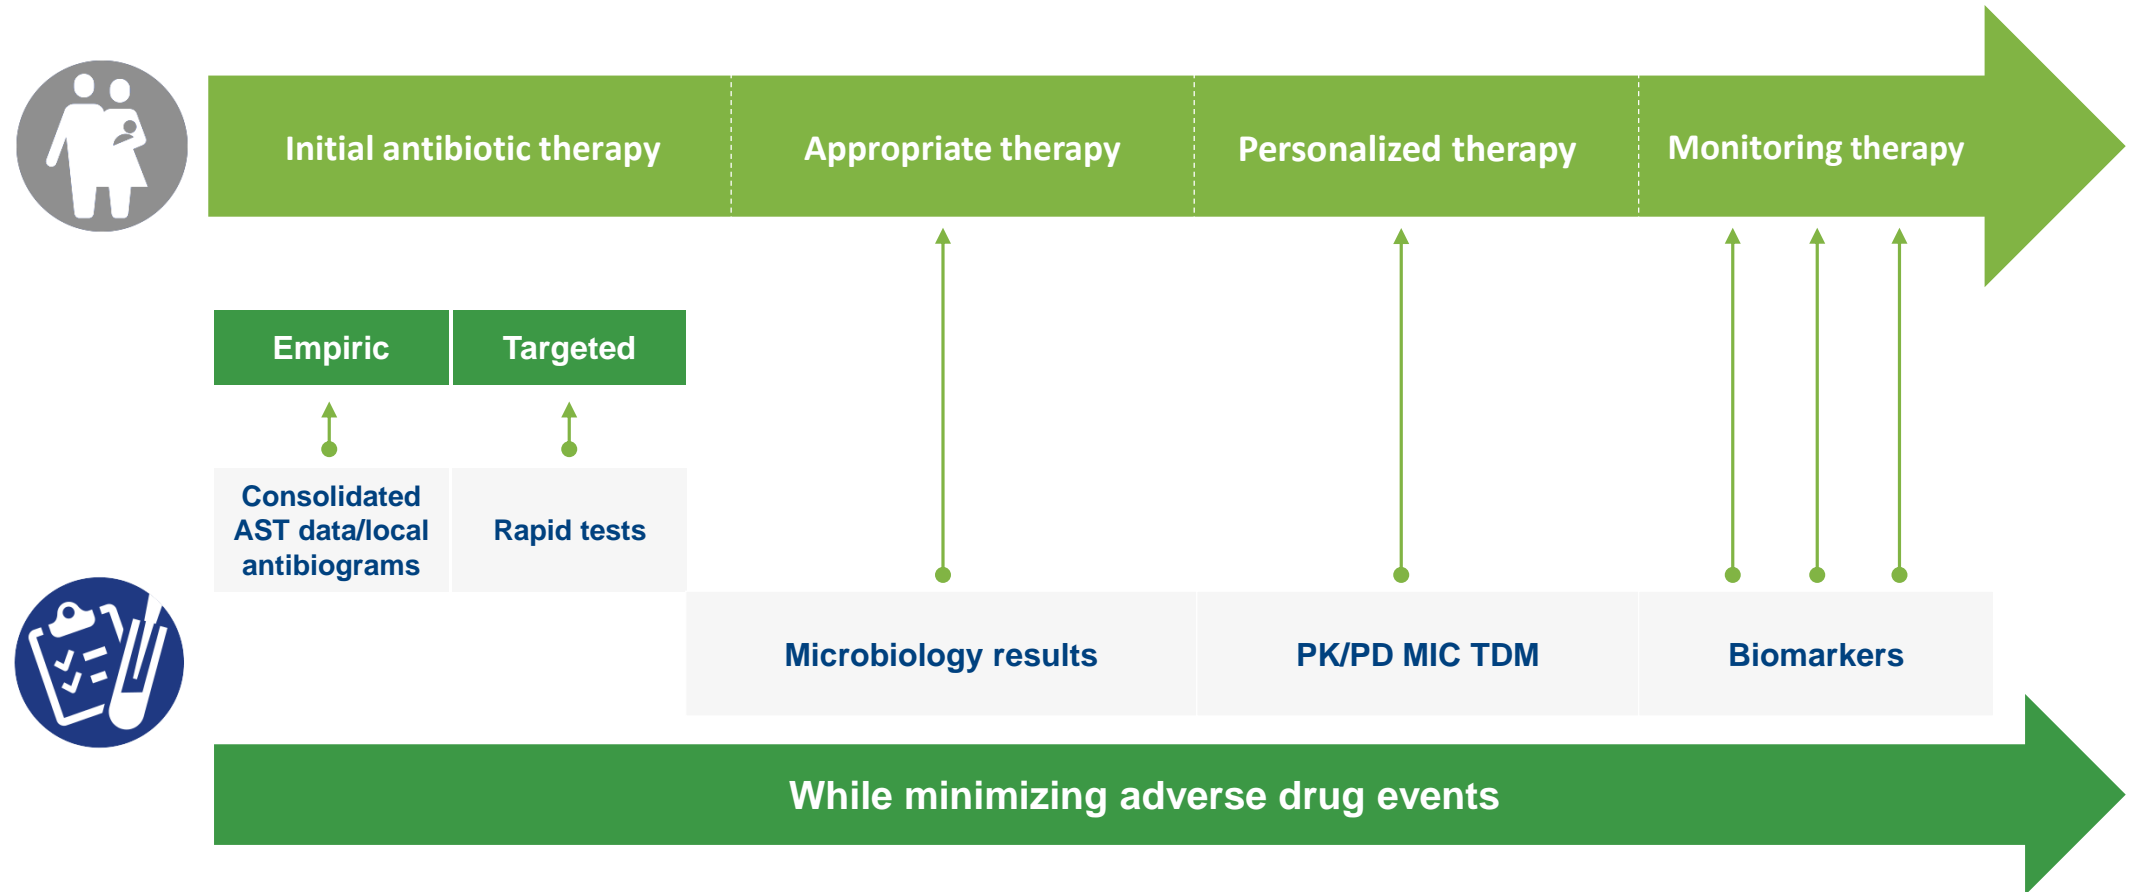 Initial antibiotic therapy
Appropriate therapy
Personalized therapy
Monitoring therapy
Empiric
Targeted
Consolidated
AST data/local
antibiograms
Rapid tests
Microbiology results
PK/PD MIC TDM
Biomarkers
While minimizing adverse drug events